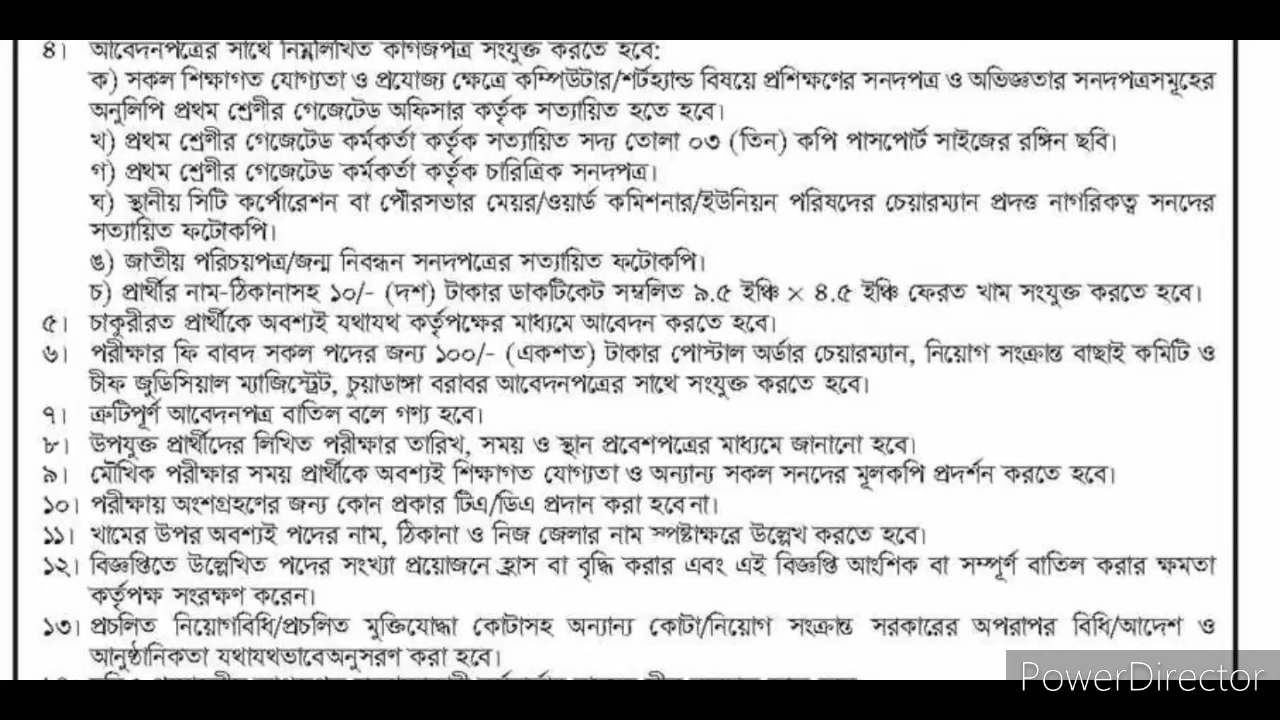 ৪। আবেদনপত্রের সাথে নিম্নলিখিত কাগজপত্র সংযুক্ত করতে হবে:
ক) সকল শিক্ষাগত যোগ্যতা ও প্রযোজ্য ক্ষেত্রে কম্পিউটার/শর্টহ্যান্ড বিষয়ে প্রশিক্ষণের সনদপত্র ও অভিজ্ঞতার সনদপত্রসমূহের
অনুলিপি প্রথম শ্রেণীর গেজেটেড অফিসার কর্তৃক সত্যায়িত হতে হবে।
খ) প্রথম শ্রেণীর গেজেটেড কর্মকর্তা কর্তৃক সত্যায়িত সদ্য তোলা ০৩ (তিন) কপি পাসপোর্ট সাইজের রঙ্গিন ছবি।
গ) প্রথম শ্রেণীর গেজেটেড কর্মকর্তা কর্তৃক চারিত্রিক সনদপত্র।
ঘ) স্থানীয় সিটি কর্পোরেশন বা পৌরসভার মেয়র/ওয়ার্ড কমিশনার/ইউনিয়ন পরিষদের চেয়ারম্যান প্রদত্ত নাগরিকত্ব সনদের
সত্যায়িত ফটোকপি।
ঙ) জাতীয় পরিচয়পত্র/জন্ম নিবন্ধন সনদপত্রের সত্যায়িত ফটোকপি।
চ) প্রার্থীর নাম-ঠিকানাসহ ১০/- (দশ) টাকার ডাকটিকেট সম্বলিত ৯.৫ ইঞ্চি × ৪.৫ ইঞ্চি ফেরত খাম সংযুক্ত করতে হবে।
৫। চাকুরীরত প্রার্থীকে অবশ্যই যথাযথ কর্তৃপক্ষের মাধ্যমে আবেদন করতে হবে।
৬। পরীক্ষার ফি বাবদ সকল পদের জন্য ১০০/- (একশত) টাকার পোস্টাল অর্ডার চেয়ারম্যান, নিয়োগ সংক্রান্ত বাছাই কমিটি ও
চীফ জুডিসিয়াল ম্যাজিস্ট্রেট, চুয়াডাঙ্গা বরাবর আবেদনপত্রের সাথে সংযুক্ত করতে হবে।
৭। ত্রুটিপূর্ণ আবেদনপত্র বাতিল বলে গণ্য হবে।
৮। উপযুক্ত প্রার্থীদের লিখিত পরীক্ষার তারিখ, সময় ও স্থান প্রবেশপত্রের মাধ্যমে জানানো হবে।
৯। মৌখিক পরীক্ষার সময় প্রার্থীকে অবশ্যই শিক্ষাগত যোগ্যতা ও অন্যান্য সকল সনদের মূলকপি প্রদর্শন করতে হবে।
১০। পরীক্ষায় অংশগ্রহণের জন্য কোন প্রকার টিএ/ডিএ প্রদান করা হবেনা।
১১। খামের উপর অবশ্যই পদের নাম, ঠিকানা ও নিজ জেলার নাম স্পষ্টাক্ষরে উল্লেখ করতে হবে।
১২। বিজ্ঞপ্তিতে উল্লেখিত পদের সংখ্যা প্রয়োজনে হ্রাস বা বৃদ্ধি করার এবং এই বিজ্ঞপ্তি আংশিক বা সম্পূর্ণ বাতিল করার ক্ষমতা
কর্তৃপক্ষ সংরক্ষণ করেন।
১৩। প্রচলিত নিয়োগবিধি/প্রচলিত মুক্তিযোদ্ধা কোটাসহ অন্যান্য কোটা/নিয়োগ সংক্রান্ত সরকারের অপরাপর বিধি/আদেশ ও
আনুষ্ঠানিকতা যথাযথভাবেঅনুসরণ করা হবে।
PowerDirector